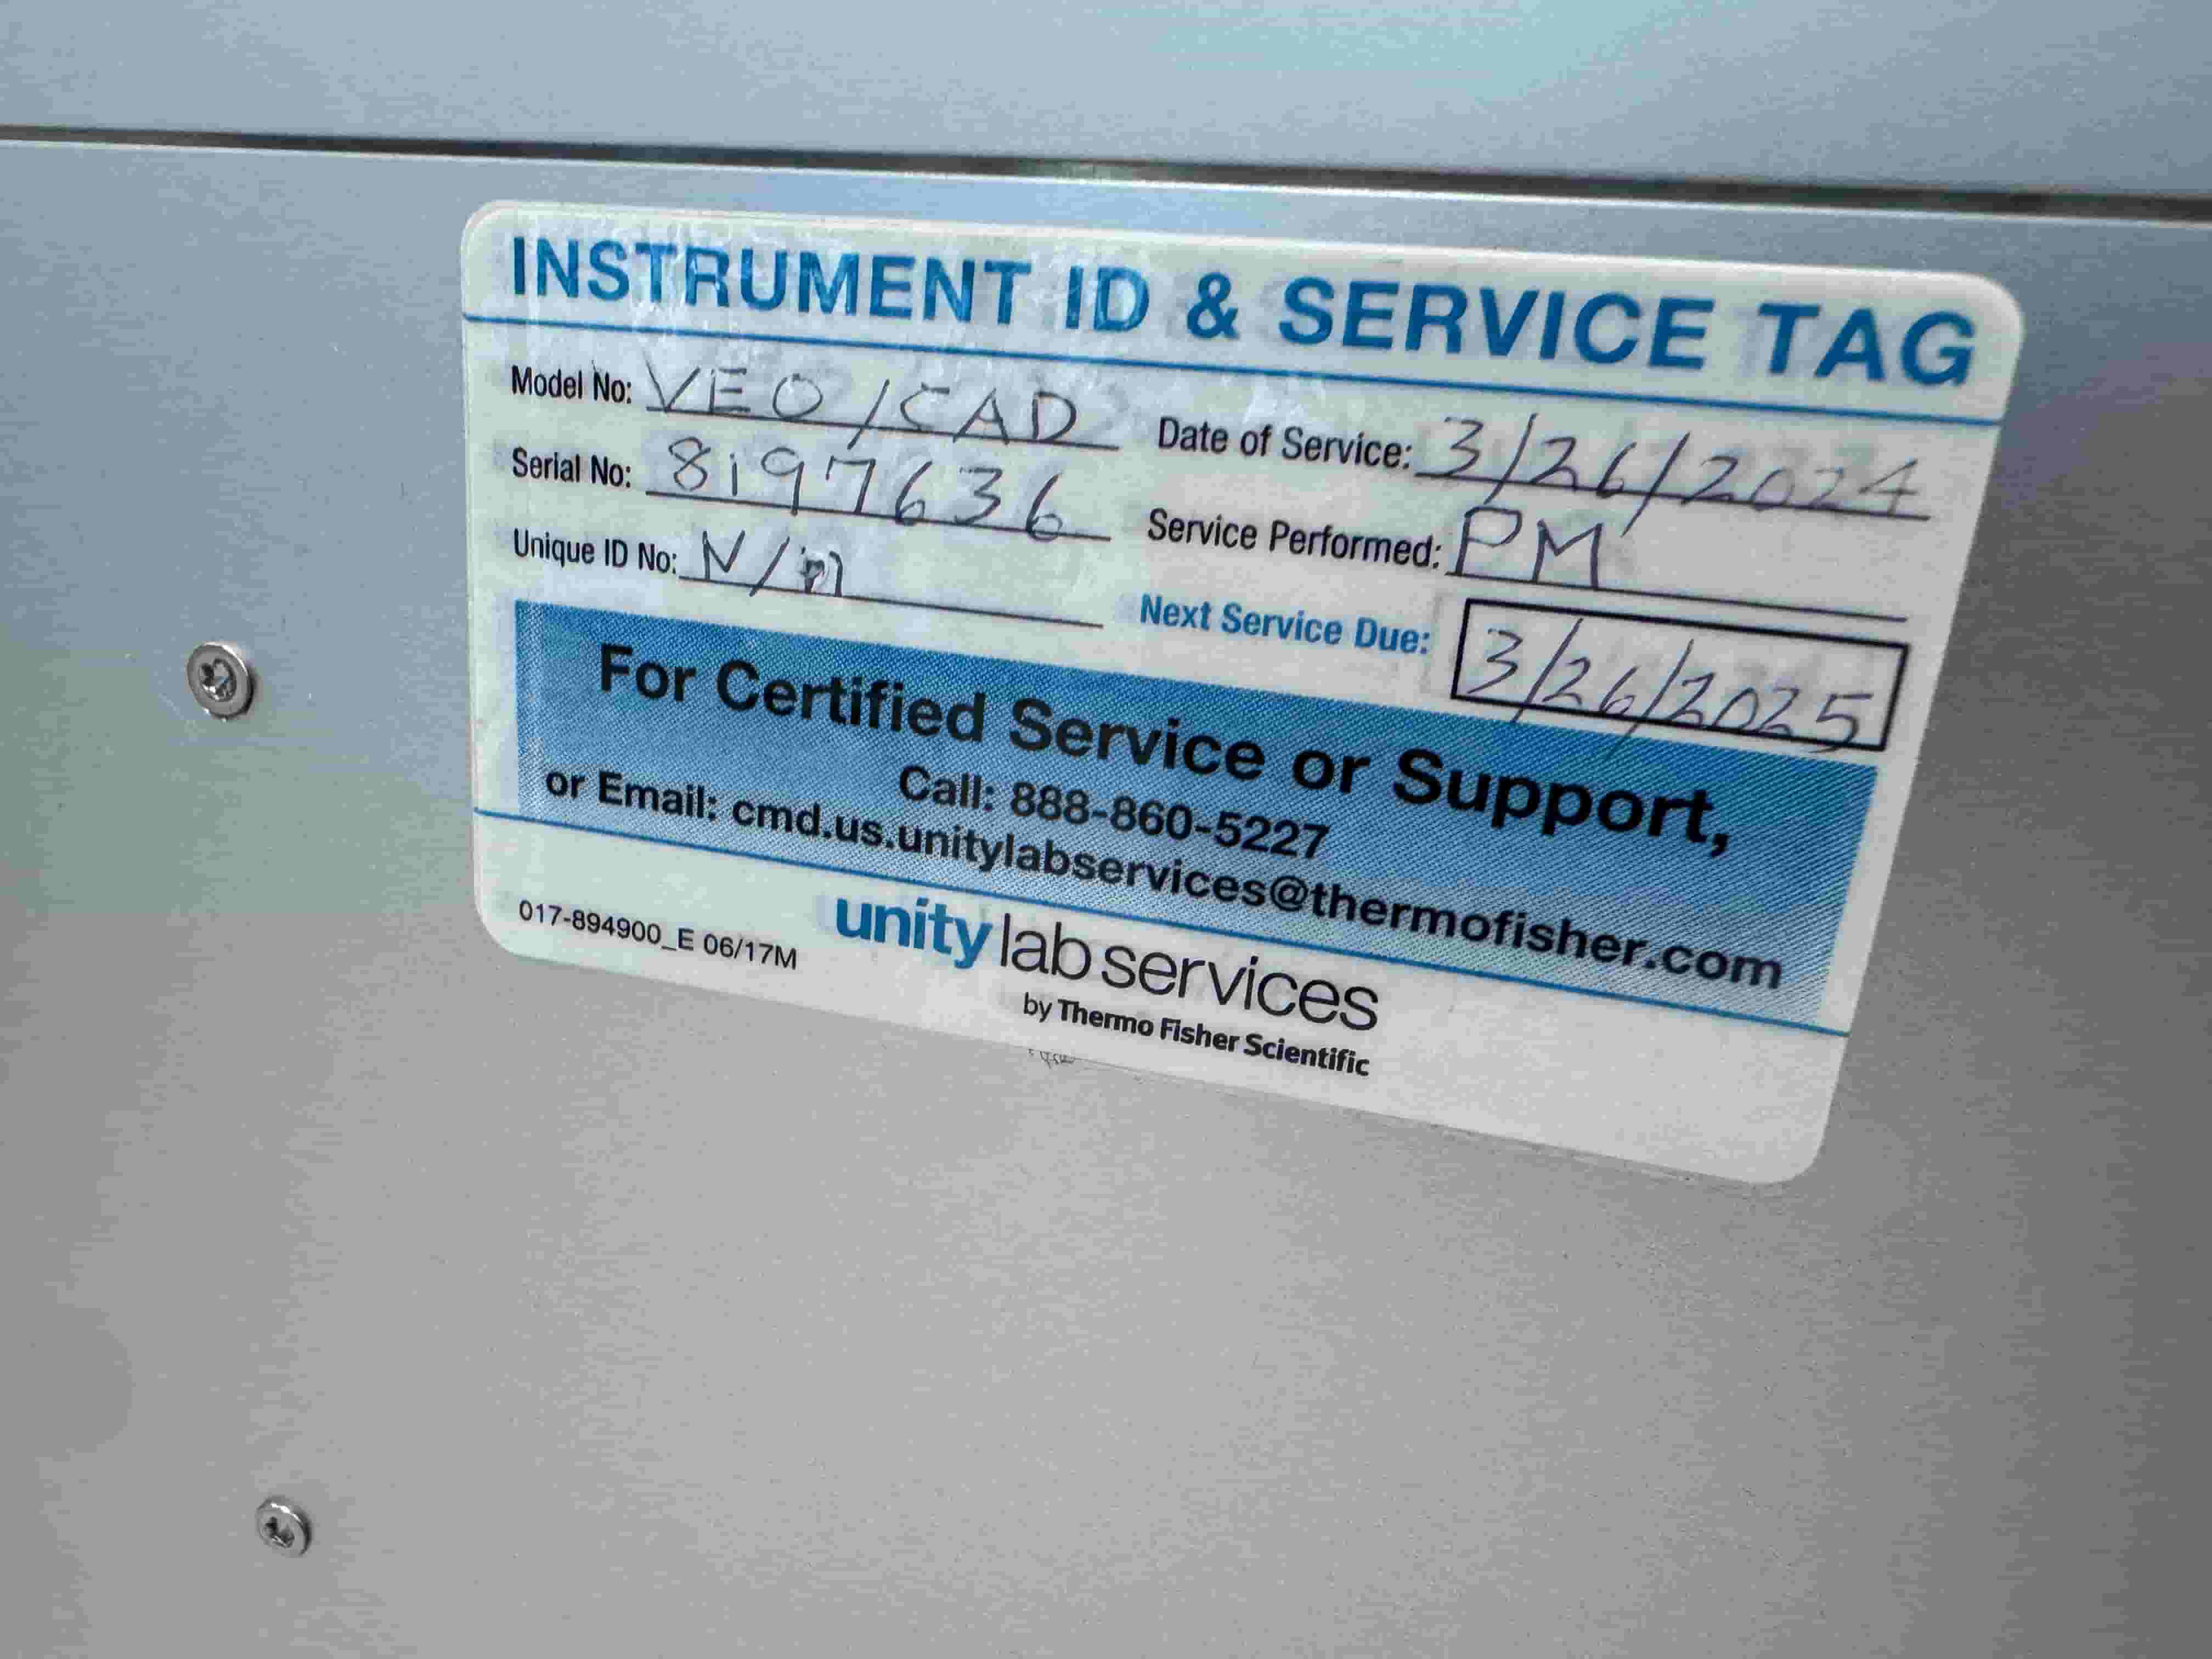 INSTRUMENT ID & SERVICE TAG
Model No: VEO/CAD
Date of Service: 3/26/2024
Serial No: 8197636
Service Performed: PM
Unique ID No: N/A
Next Service Due: 3/26/2025
For Certified Service or Support,
Call: 888-860-5227
or Email: cmd.us.unitylabservices@thermofisher.com
017-894900_E 06/17M
unity lab services
by Thermo Fisher Scientific